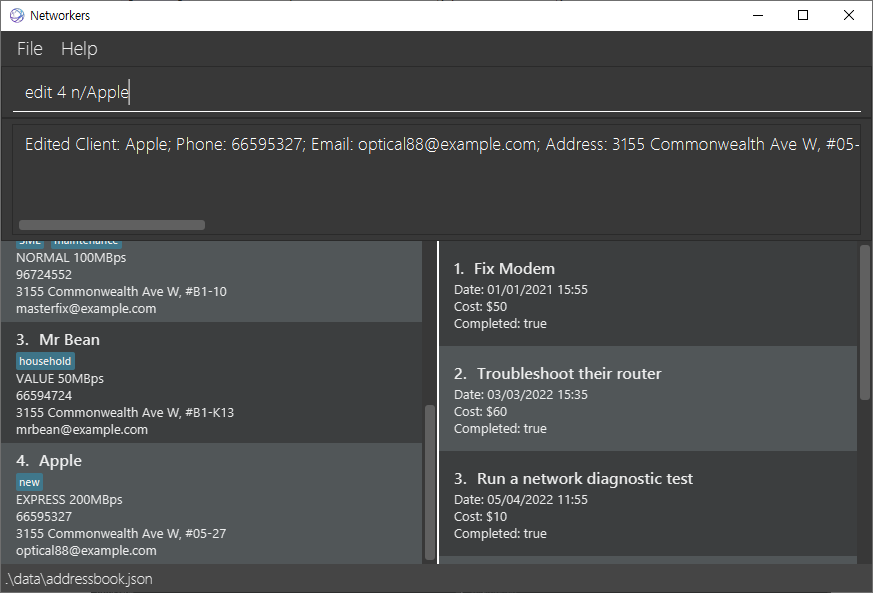 Networkers
File Help
edit 4 n/Apple
Edited Client: Apple; Phone: 66595327; Email: optical88@example.com; Address: 3155 Commonwealth Ave W, #05-
SME maintenance
NORMAL 100MBps
96724552
3155 Commonwealth Ave W, #B1-10
masterfix@example.com
3. Mr Bean
household
VALUE 50MBps
66594724
3155 Commonwealth Ave W, #B1-K13
mrbean@example.com
4. Apple
new
EXPRESS 200MBps
66595327
3155 Commonwealth Ave W, #05-27
optical88@example.com
1. Fix Modem
Date: 01/01/2021 15:55
Cost: $50
Completed: true
2. Troubleshoot their router
Date: 03/03/2022 15:35
Cost: $60
Completed: true
3. Run a network diagnostic test
Date: 05/04/2022 11:55
Cost: $10
Completed: true
.\data\addressbook.json